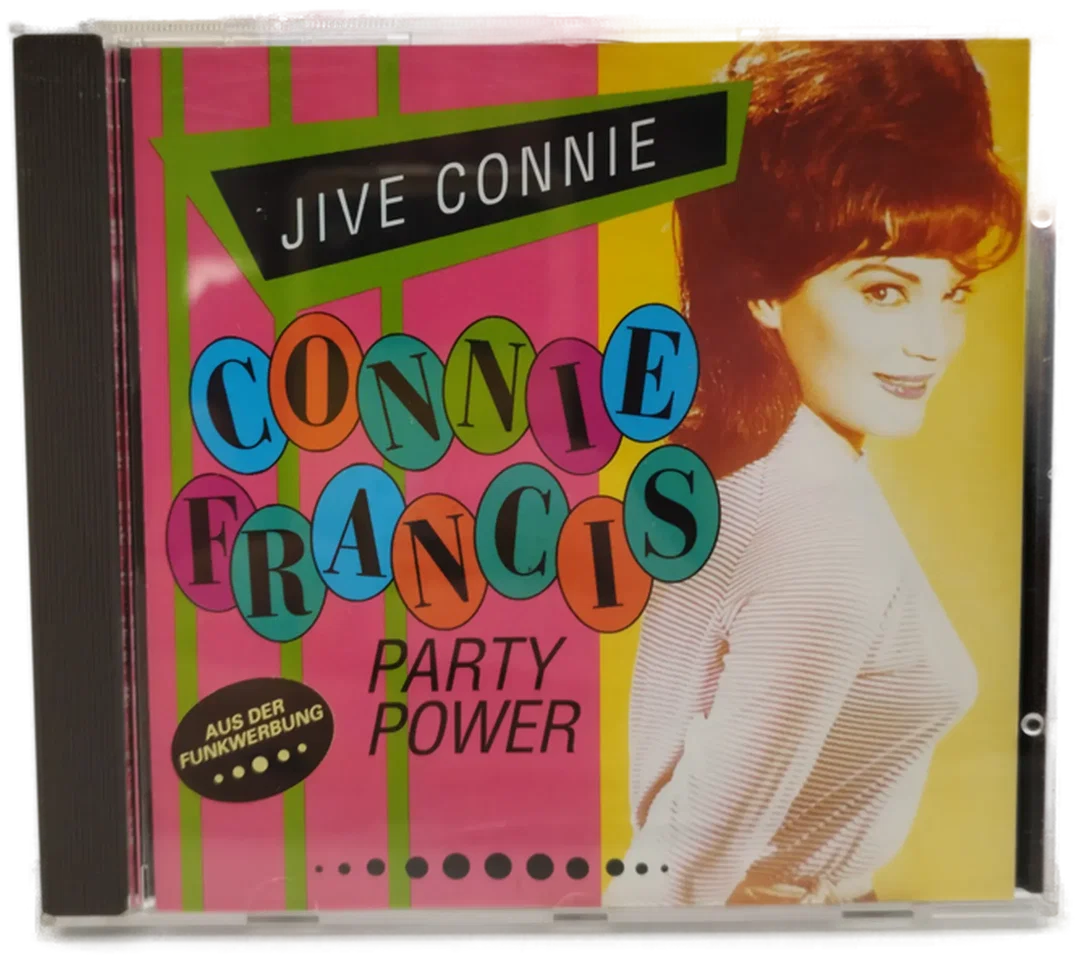 JIVE CONNIE
CONNIE
FRANCIS
PARTY
POWER
AUS DER
FUNKWERBUNG